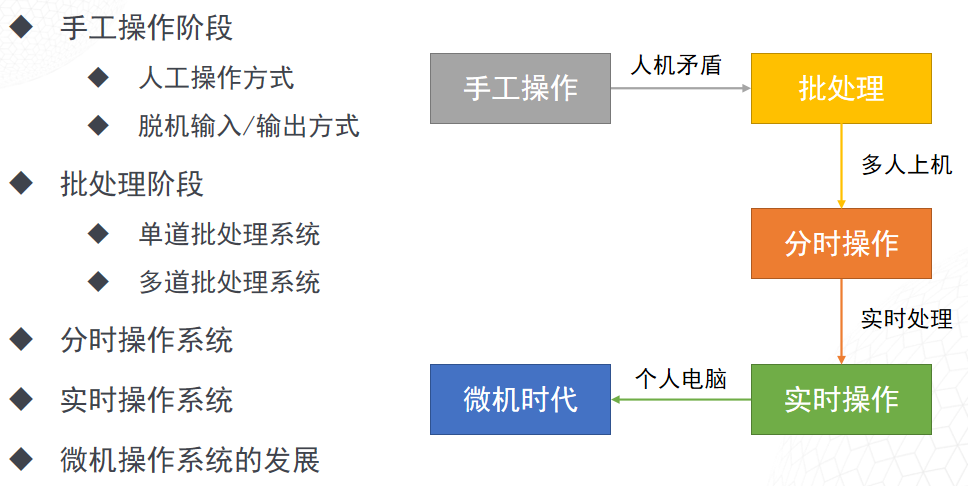 手工操作阶段
人工操作方式
脱机输入/输出方式
批处理阶段
单道批处理系统
多道批处理系统
分时操作系统
实时操作系统
微机操作系统的发展
手工操作
人机矛盾
批处理
多人上机
分时操作
实时处理
实时操作
个人电脑
微机时代